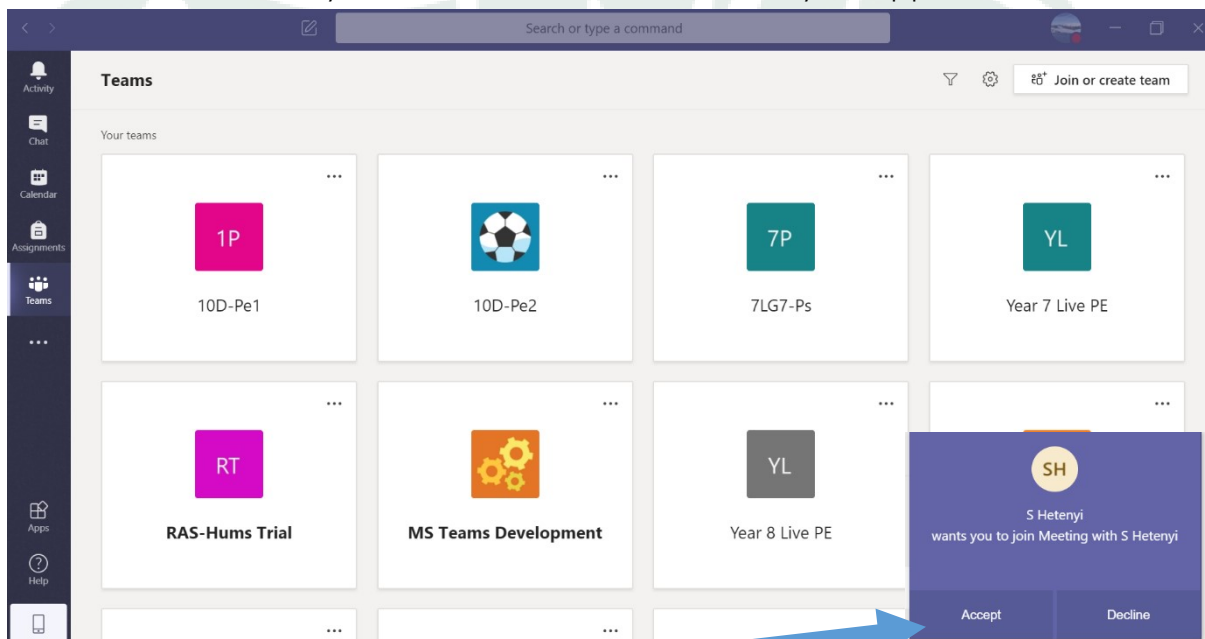 Search or type a command
Activity
Chat
Calendar
Assignments
Teams
Apps
Help
Teams
Join or create team
Your teams
1P
10D-Pe1
10D-Pe2
7P
7LG7-Ps
YL
Year 7 Live PE
RT
RAS-Hums Trial
MS Teams Development
YL
Year 8 Live PE
SH
S Hetenyi
wants you to join Meeting with S Hetenyi
Accept
Decline